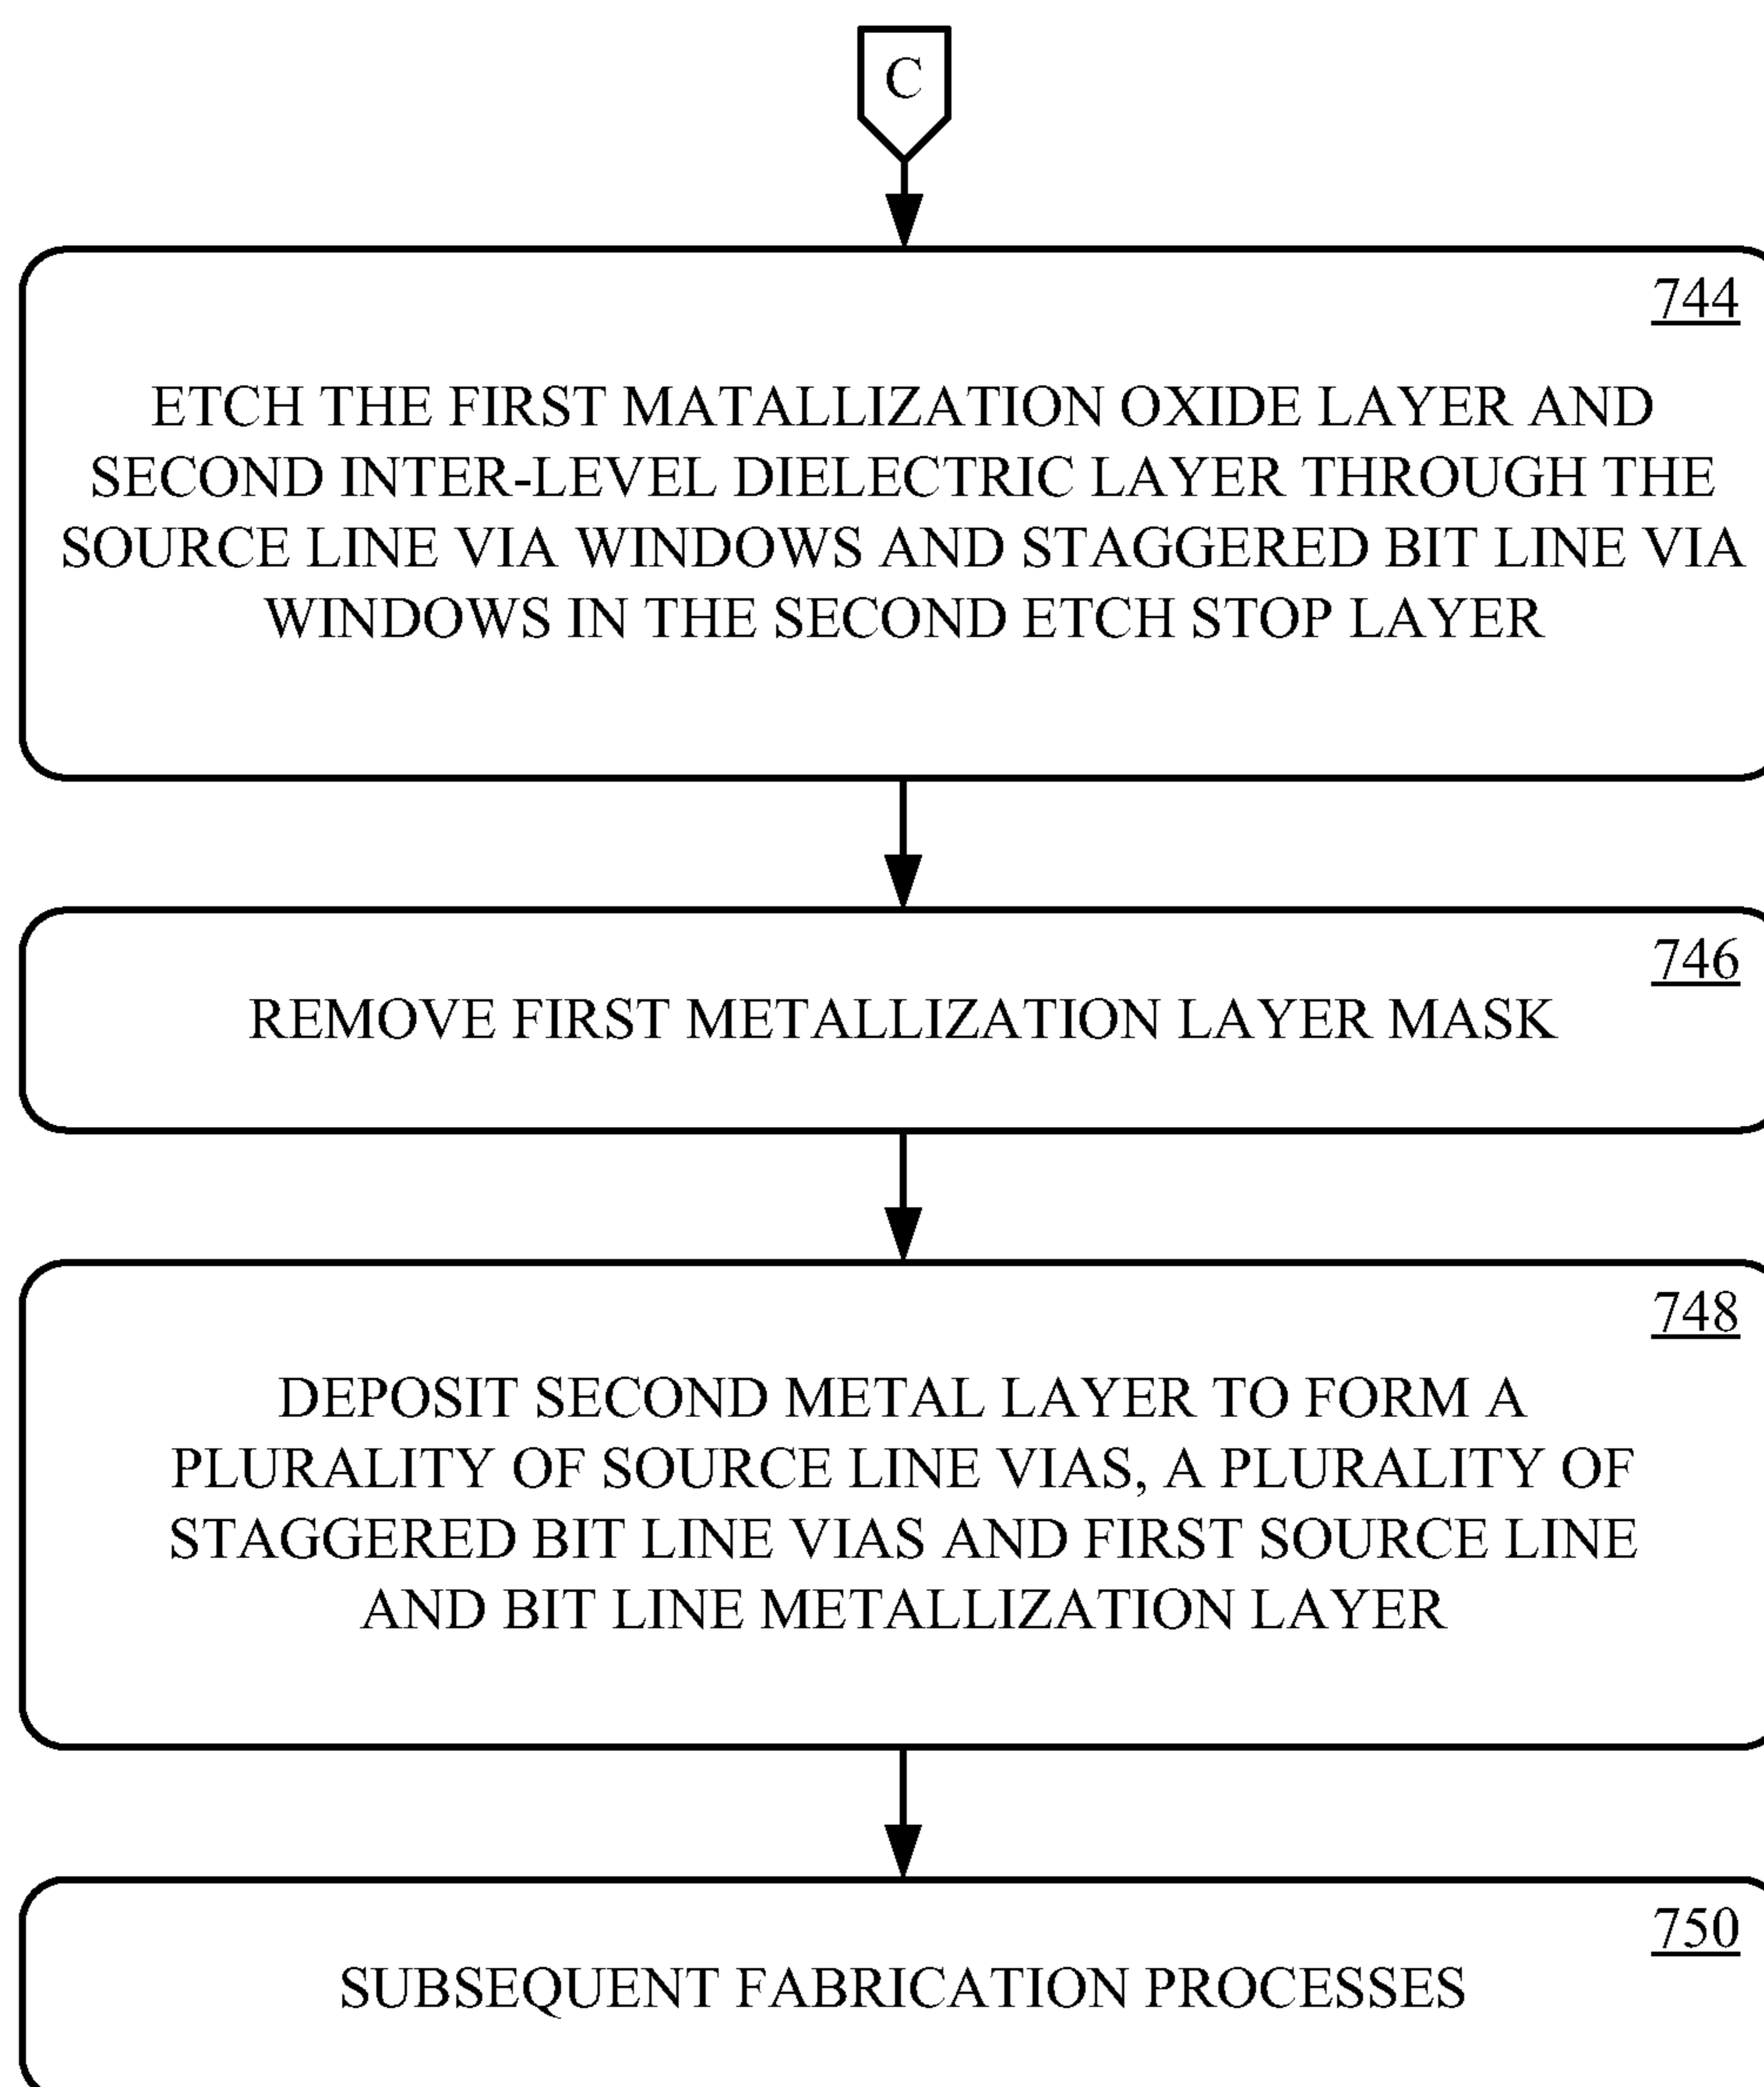 C
744
ETCH THE FIRST MATALLIZATION OXIDE LAYER AND
SECOND INTER-LEVEL DIELECTRIC LAYER THROUGH THE
SOURCE LINE VIA WINDOWS AND STAGGERED BIT LINE VIA
WINDOWS IN THE SECOND ETCH STOP LAYER
746
REMOVE FIRST METALLIZATION LAYER MASK
748
DEPOSIT SECOND METAL LAYER TO FORM A
PLURALITY OF SOURCE LINE VIAS, A PLURALITY OF
STAGGERED BIT LINE VIAS AND FIRST SOURCE LINE
AND BIT LINE METALLIZATION LAYER
750
SUBSEQUENT FABRICATION PROCESSES